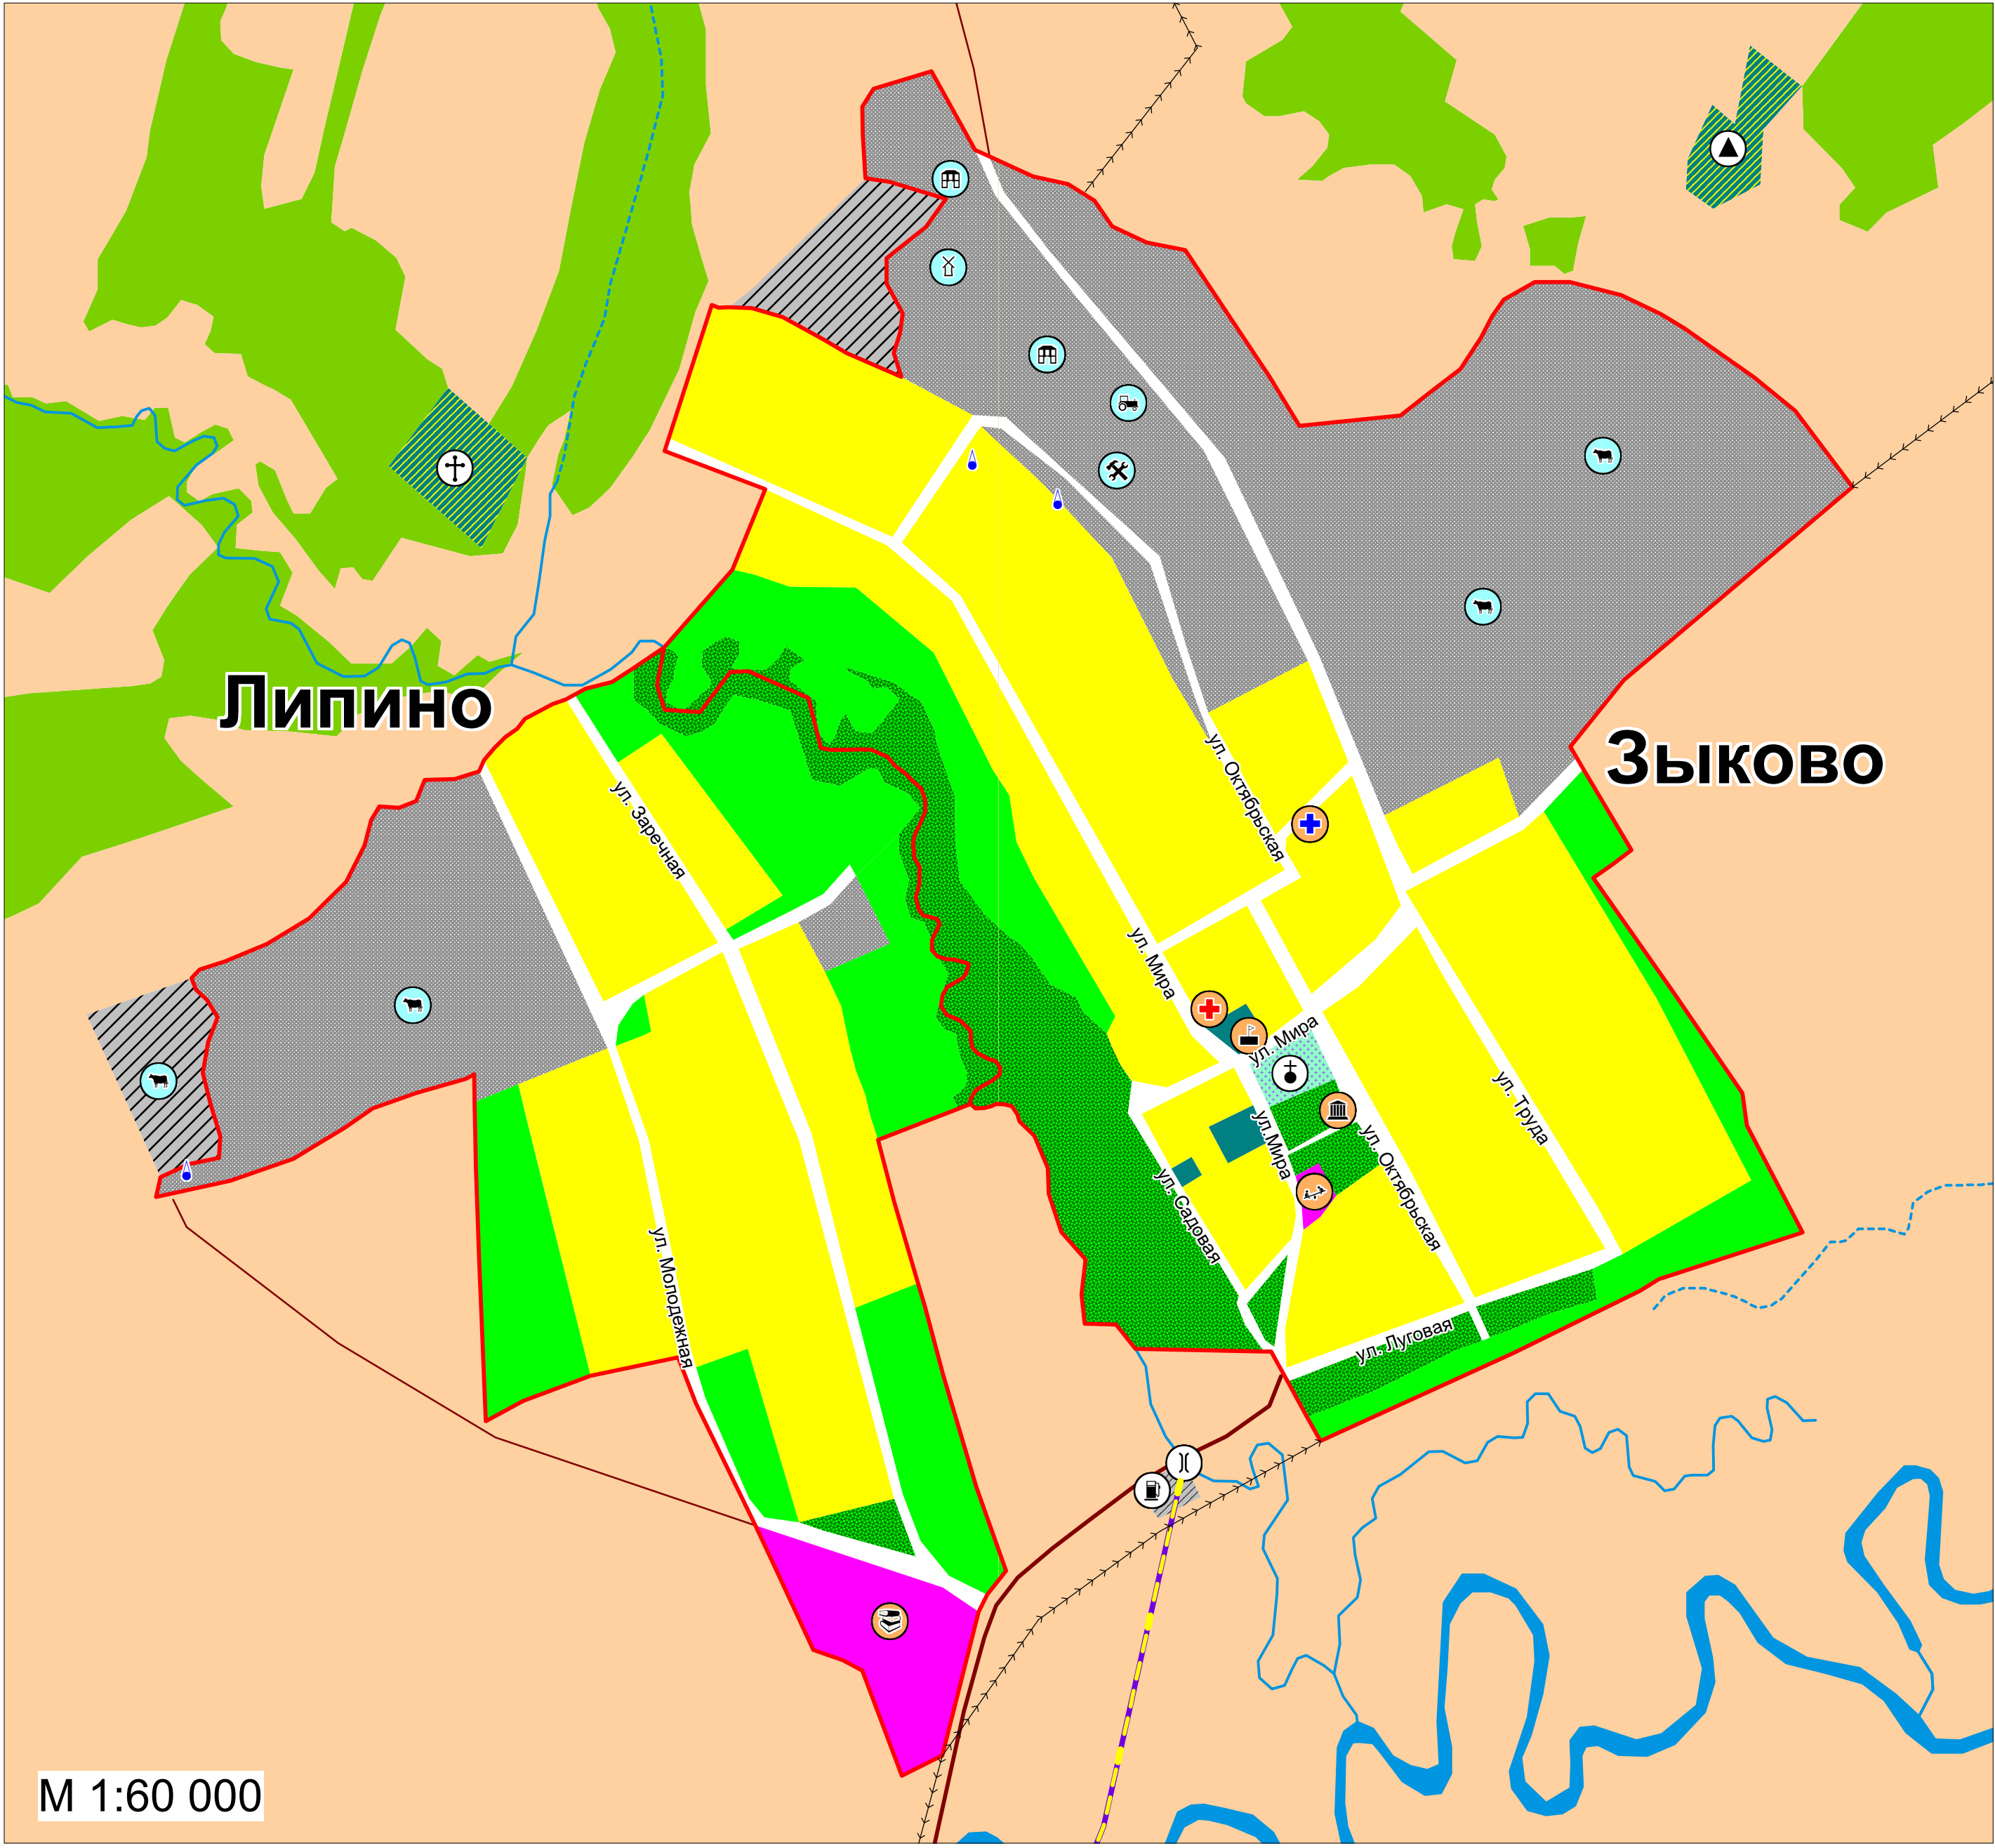 Липино
Зыково
ул. Октябрьская
ул. Заречная
ул. Мира
ул. Мира
ул. Труда
ул.Мира
ул. Октябрьская
ул. Садовая
ул. Молодежная
ул. Луговая
М 1:60 000